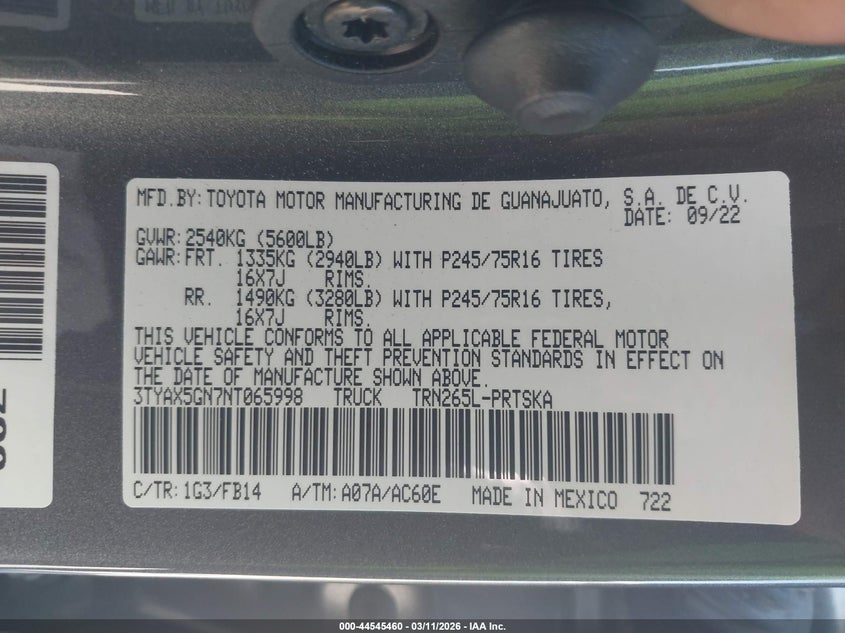 MFD.BY: TOYOTA MOTOR MANUFACTURING DE GUANAJUATO, S.A. DE C.V.
DATE: 09/22
GVWR: 2540KG (5600LB)
GAWR: FRT. 1335KG (2940LB) WITH P245/75R16 TIRES
16X7J RIMS.
RR. 1490KG (3280LB) WITH P245/75R16 TIRES,
16X7J RIMS.
THIS VEHICLE CONFORMS TO ALL APPLICABLE FEDERAL MOTOR
VEHICLE SAFETY AND THEFT PREVENTION STANDARDS IN EFFECT ON
THE DATE OF MANUFACTURE SHOWN ABOVE.
3TYAX5GN7NT065998 TRUCK TRN265L-PRTSKA
C/TR: 1G3/FB14 A/TM: A07A/AC60E MADE IN MEXICO 722
000-44545460 - 03/11/2026 - IAA Inc.